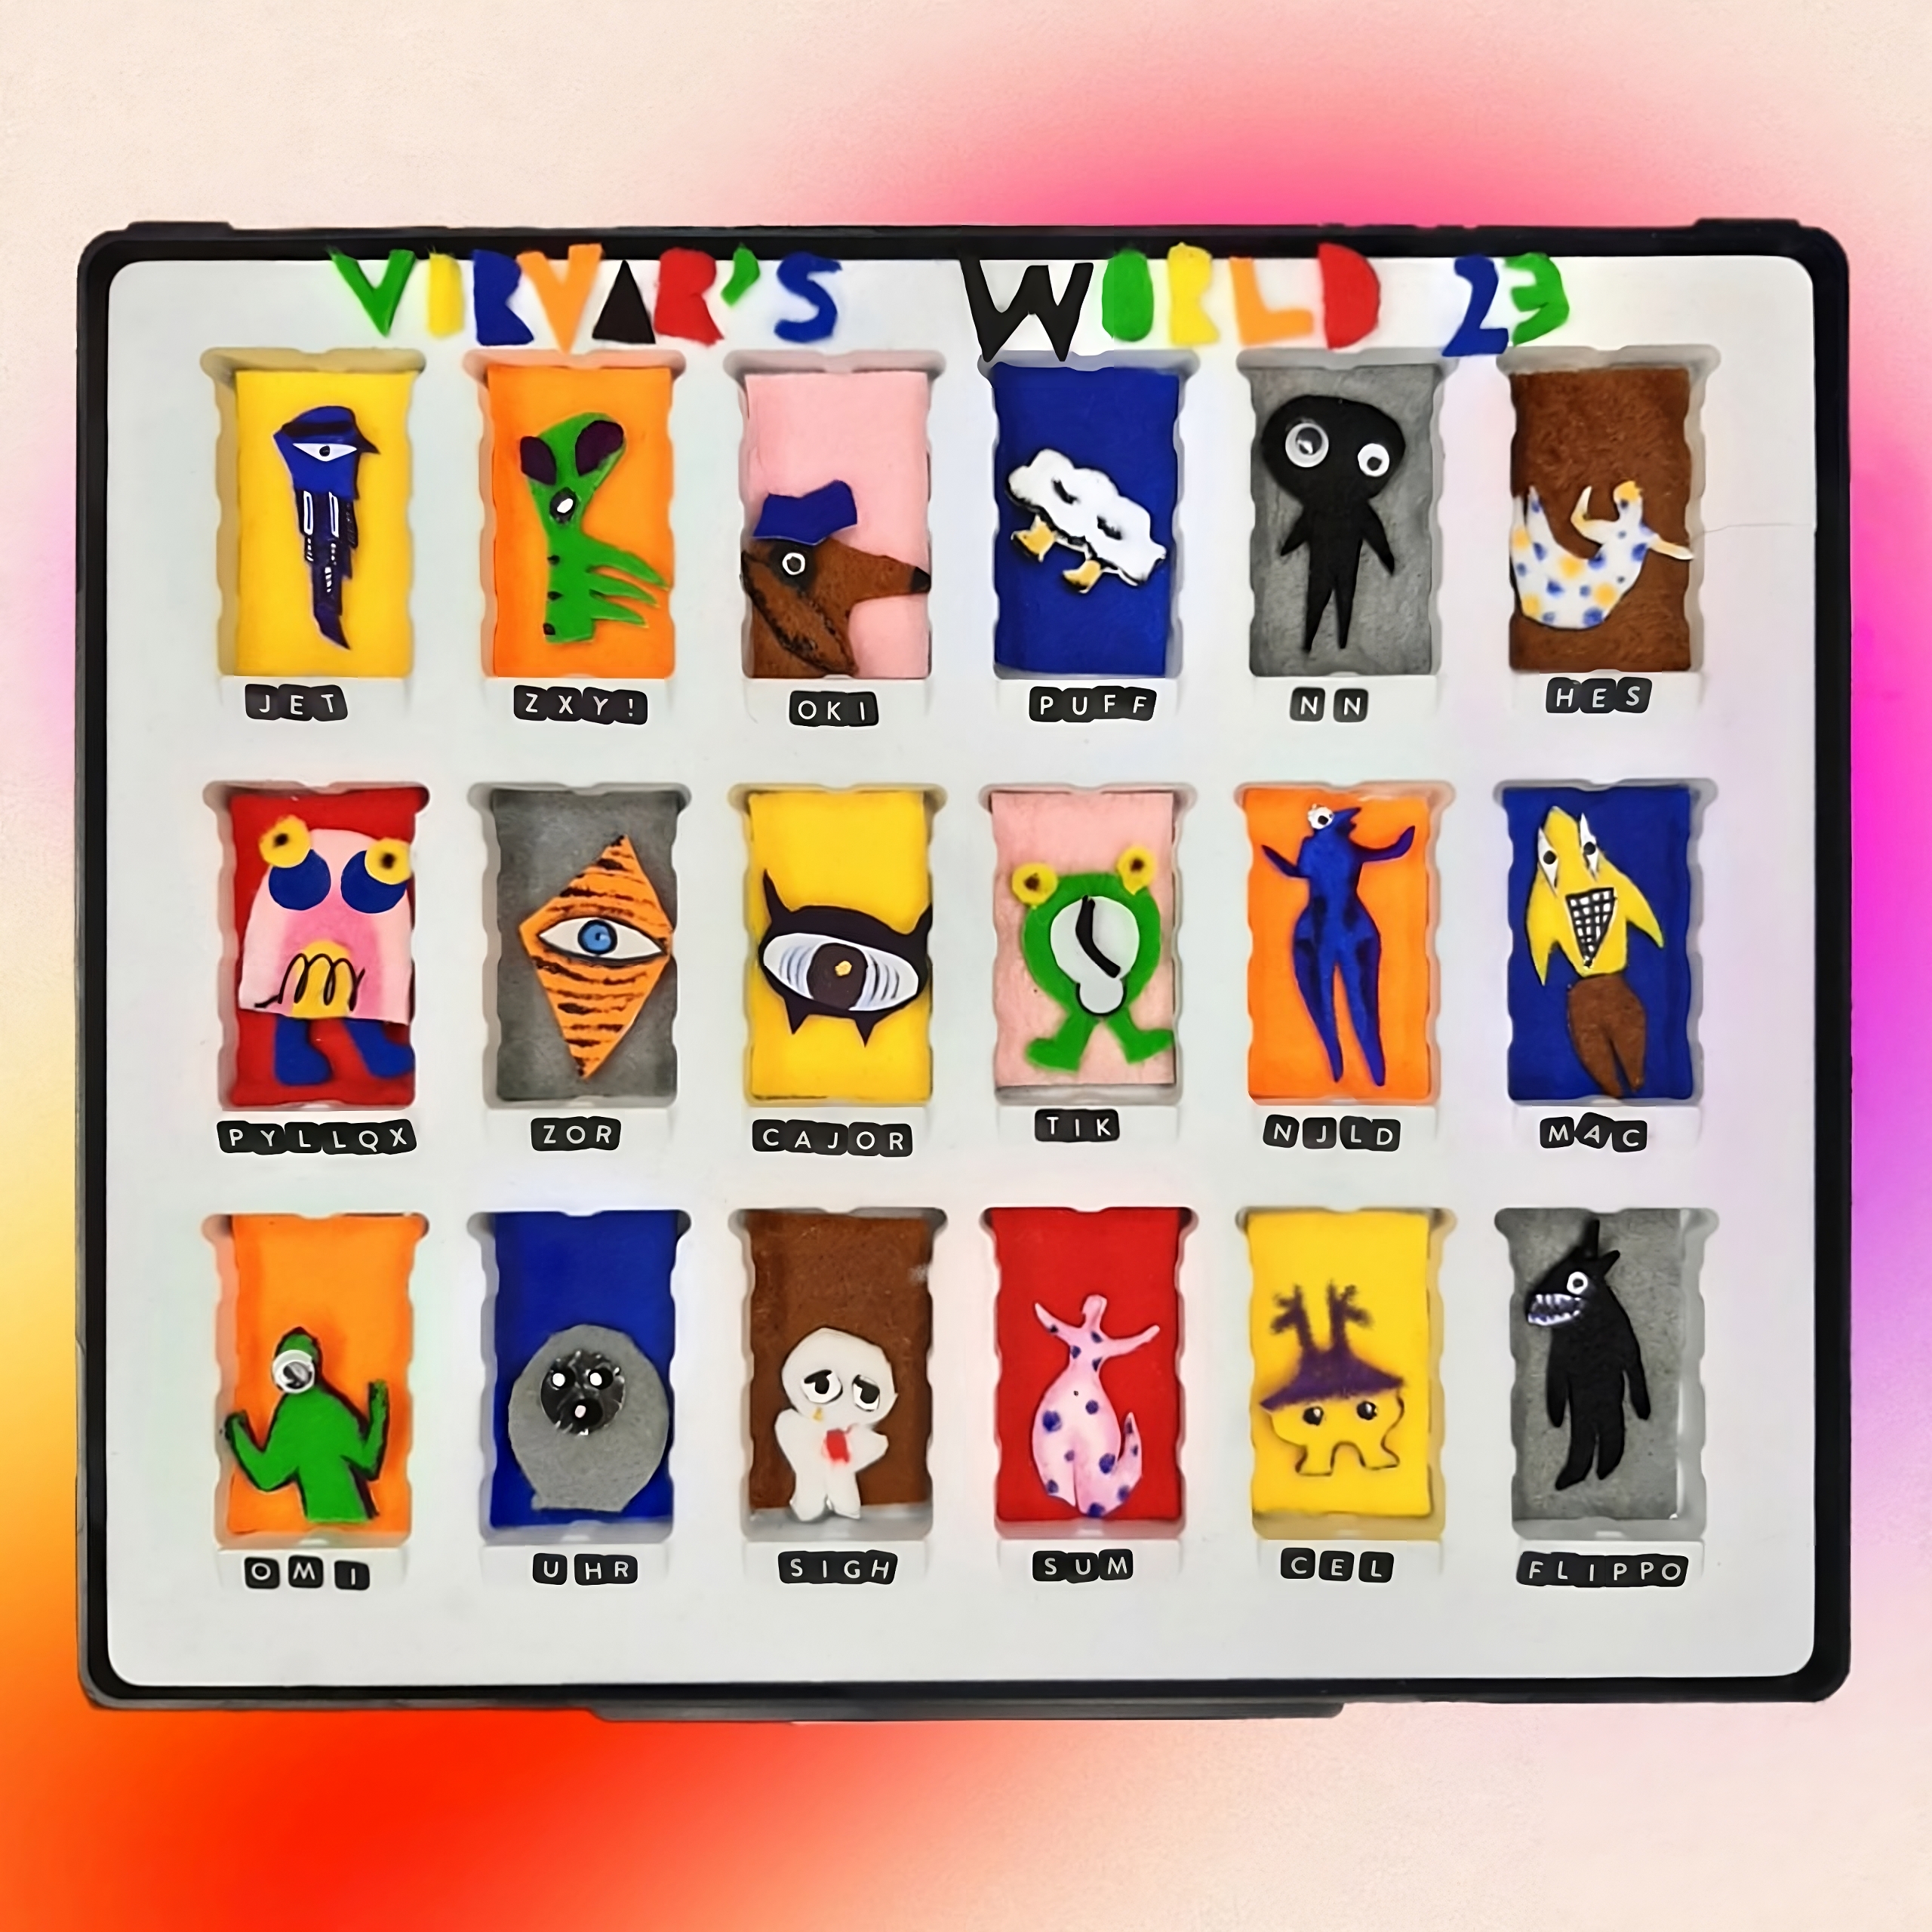 VIRVAR'S WORLD 23
JET ZXY! OKI PUFF NN HES
PYLLQX ZOR CAJOR TIK NJLD MAC
OMI UHR SIGH SUM CEL FLIPPO